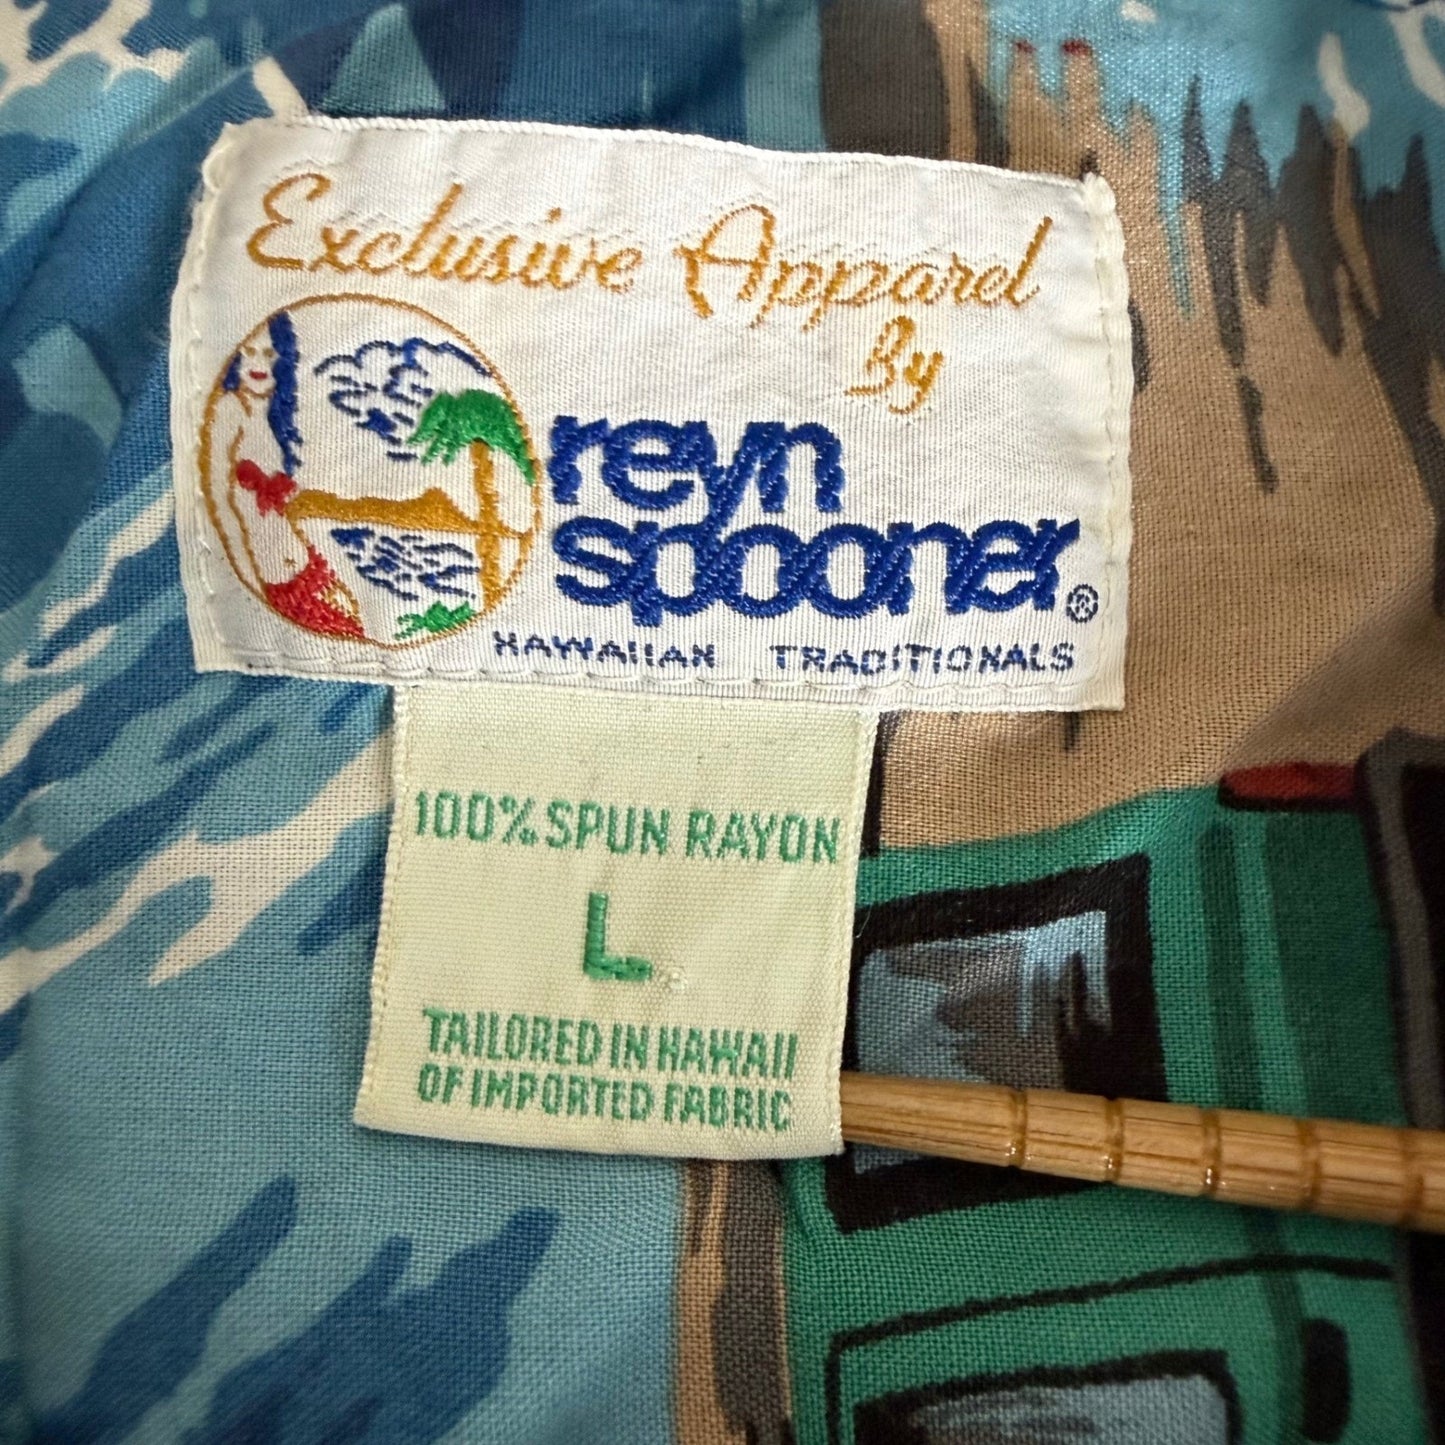 Exclusive Apparel
By
reyn
spooner®
HAWAIIAN TRADITIONALS
100% SPUN RAYON
L
TAILORED IN HAWAII
OF IMPORTED FABRIC